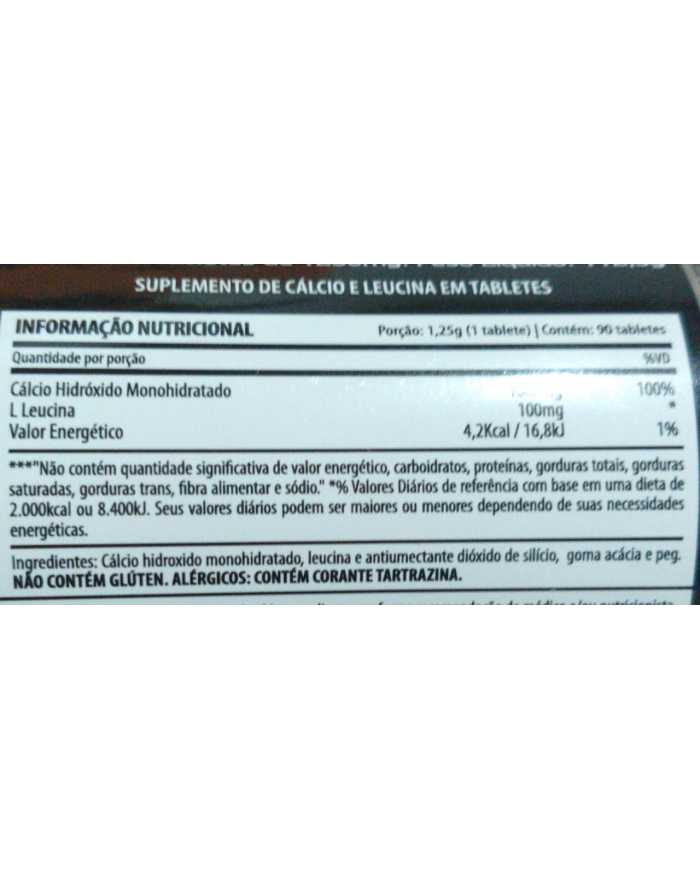 SUPLEMENTO DE CÁLCIO E LEUCINA EM TABLETES
INFORMAÇÃO NUTRICIONAL Porção: 1,25g (1 tablete) | Contém: 90 tabletes
Quantidade por porção %VD
Cálcio Hidróxido Monohidratado 100%
L Leucina 100mg *
Valor Energético 4,2Kcal / 16,8kJ 1%
***"Não contém quantidade significativa de valor energético, carboidratos, proteínas, gorduras totais, gorduras
saturadas, gorduras trans, fibra alimentar e sódio." *% Valores Diários de referência com base em uma dieta de
2.000kcal ou 8.400kJ. Seus valores diários podem ser maiores ou menores dependendo de suas necessidades
energéticas.
Ingredientes: Cálcio hidroxido monohidratado, leucina e antiumectante dióxido de silício, goma acácia e peg.
NÃO CONTÉM GLÚTEN. ALÉRGICOS: CONTÉM CORANTE TARTRAZINA.